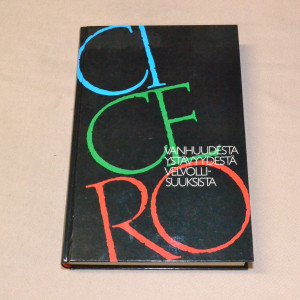 CI
CE
RO
VANHUUDESTA
YSTÄVYYDESTÄ
VELVOLLI-
SUUKSISTA